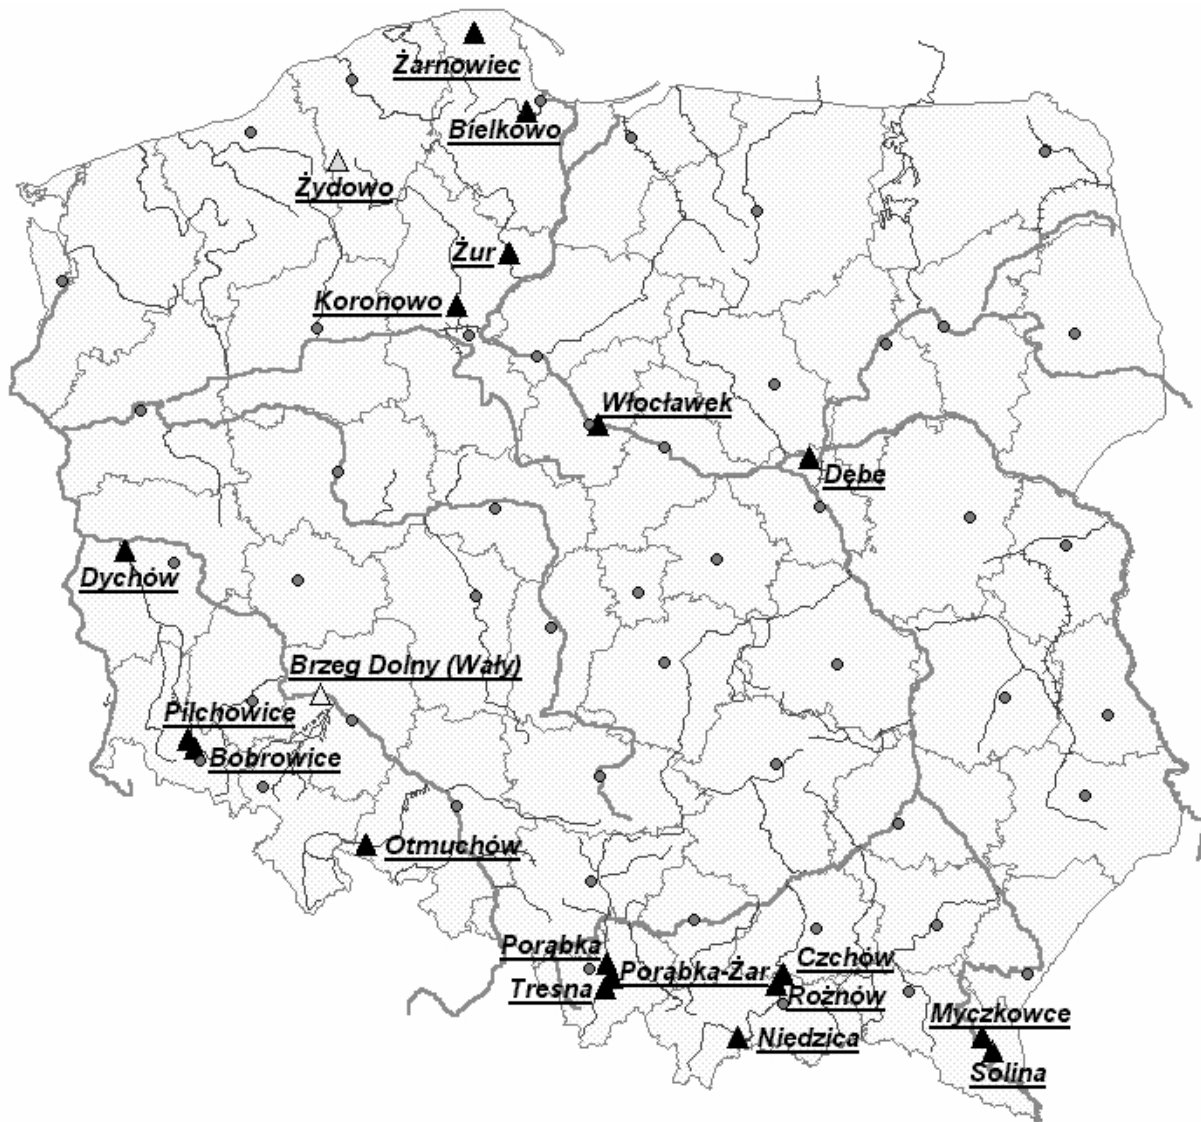 Żarnowiec
Bielkowo
Żydowo
Żur
Koronowo
Włocławek
Dębe
Dychów
Brzeg Dolny (Wały)
Pilchowice
Bobrowice
Otmuchów
Porąbka
Czchów
Porąbka-Żar
Tresna
Rożnów
Myczkowce
Niedzica
Solina